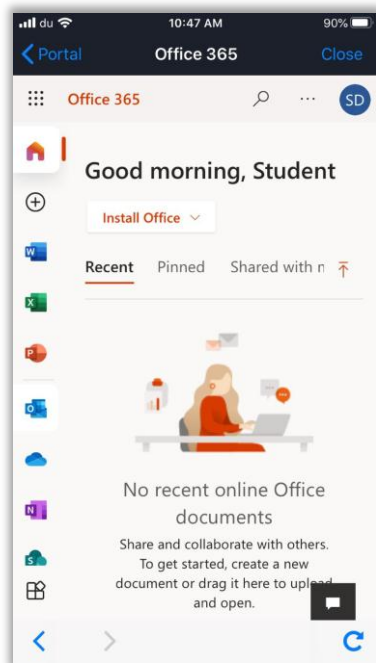 du 10:47 AM 90%
Portal Office 365 Close
Office 365 ... SD
Good morning, Student
Install Office
Recent Pinned Shared with n
W
X
P
O
N
S
No recent online Office
documents
Share and collaborate with others.
To get started, create a new
document or drag it here to upload
and open.